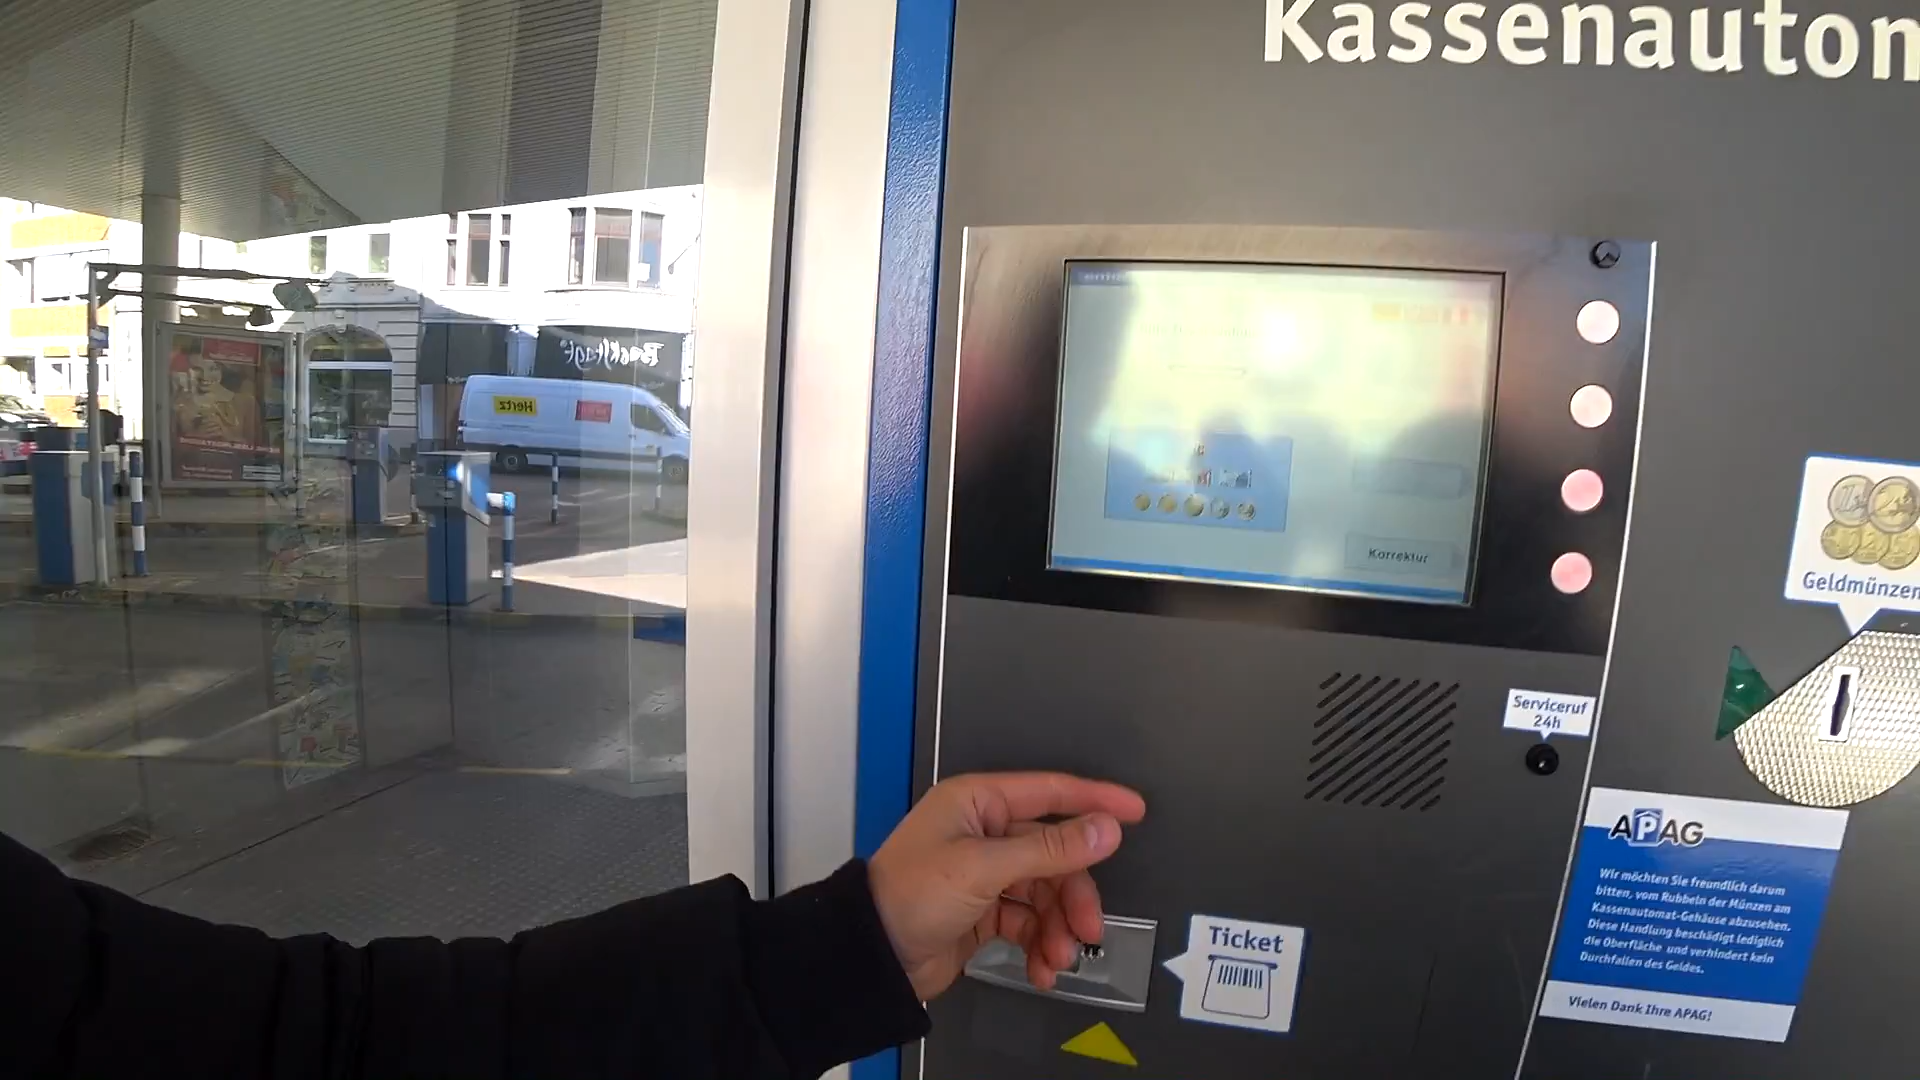 Kassenautom
Hertz
Backfabrik
Korrektur
Geldmünzen
Serviceruf
24h
APAG
Wir möchten Sie freundlich darum
bitten, vom Rubbeln der Münzen am
Kassenautomat-Gehäuse abzusehen.
Diese Handlung beschädigt lediglich
die Oberfläche und verhindert kein
Durchfallen des Geldes.
Vielen Dank Ihre APAG!
Ticket